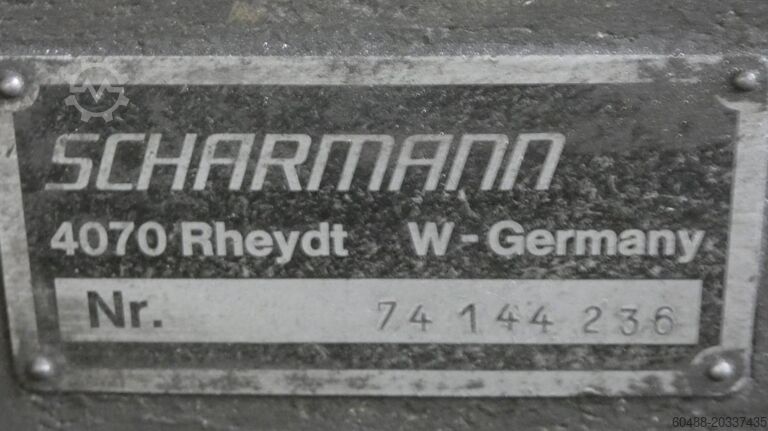 SCHARMANN
4070 Rheydt W-Germany
Nr. 74 144 236
60488-20337435